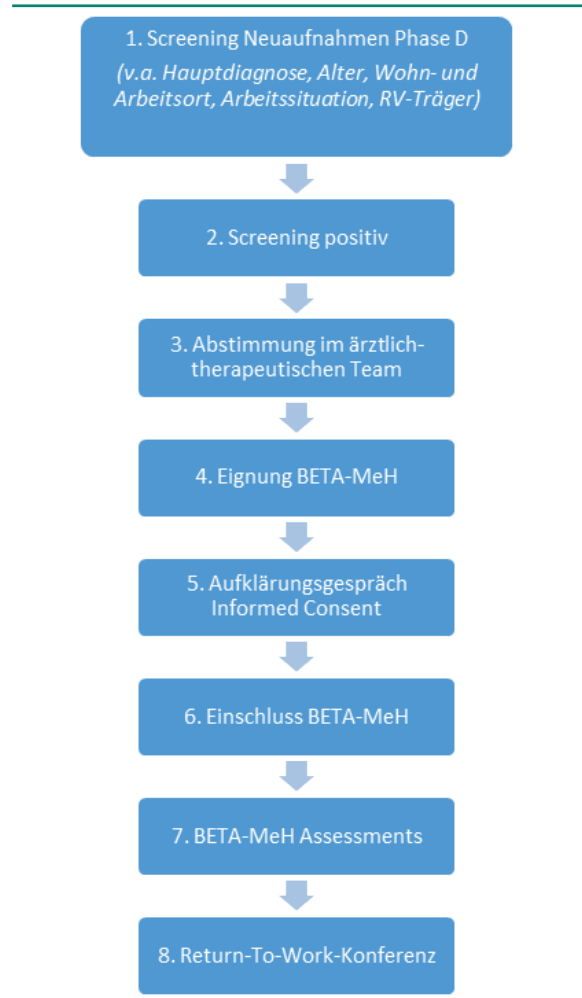 1. Screening Neuaufnahmen Phase D
(v.a. Hauptdiagnose, Alter, Wohn- und
Arbeitsort, Arbeitssituation, RV-Träger)
2. Screening positiv
3. Abstimmung im ärztlich-
therapeutischen Team
4. Eignung BETA-MeH
5. Aufklärungsgespräch
Informed Consent
6. Einschluss BETA-MeH
7. BETA-MeH Assessments
8. Return-To-Work-Konferenz